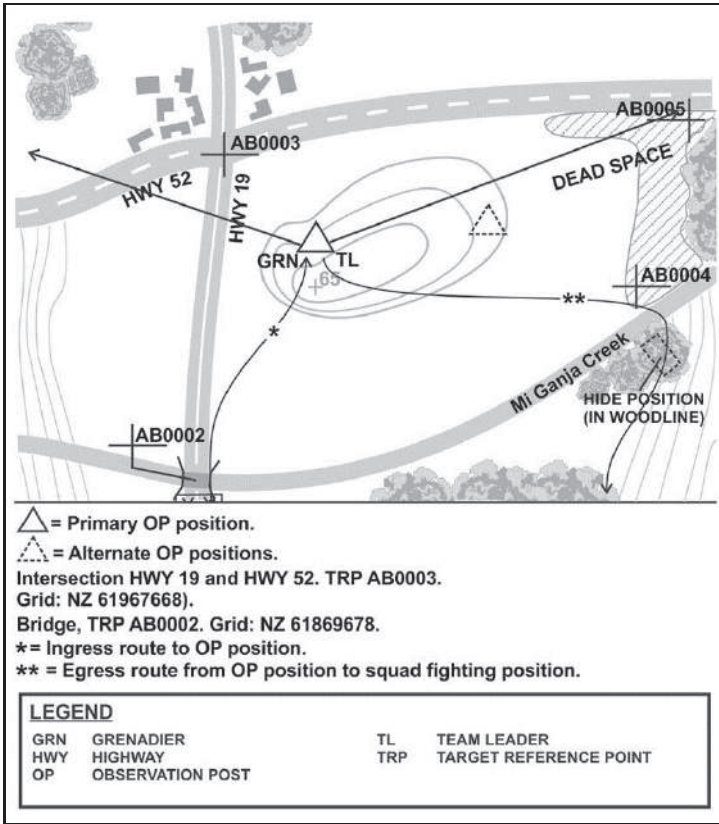 AB0005
AB0003
DEAD SPACE
HWY 52
HWY 19
GRN TL
65
AB0004
*
**
Mi Ganja Creek
HIDE POSITION
(IN WOODLINE)
AB0002
= Primary OP position.
= Alternate OP positions.
Intersection HWY 19 and HWY 52. TRP AB0003.
Grid: NZ 61967668).
Bridge, TRP AB0002. Grid: NZ 61869678.
*= Ingress route to OP position.
** = Egress route from OP position to squad fighting position.
LEGEND
GRN GRENADIER TL TEAM LEADER
HWY HIGHWAY TRP TARGET REFERENCE POINT
OP OBSERVATION POST